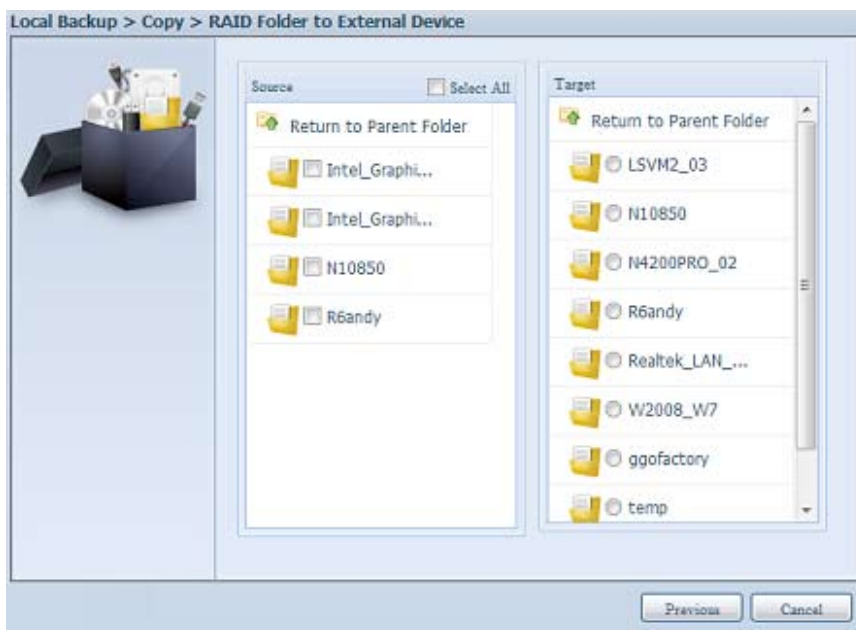 Local Backup > Copy > RAID Folder to External Device
Source
Select All
Return to Parent Folder
Intel_Graphi...
Intel_Graphi...
N10850
R6andy
Target
Return to Parent Folder
LSVM2_03
N10850
N4200PRO_02
R6andy
Realtek_LAN_...
W2008_W7
ggofactory
temp
Previous
Cancel